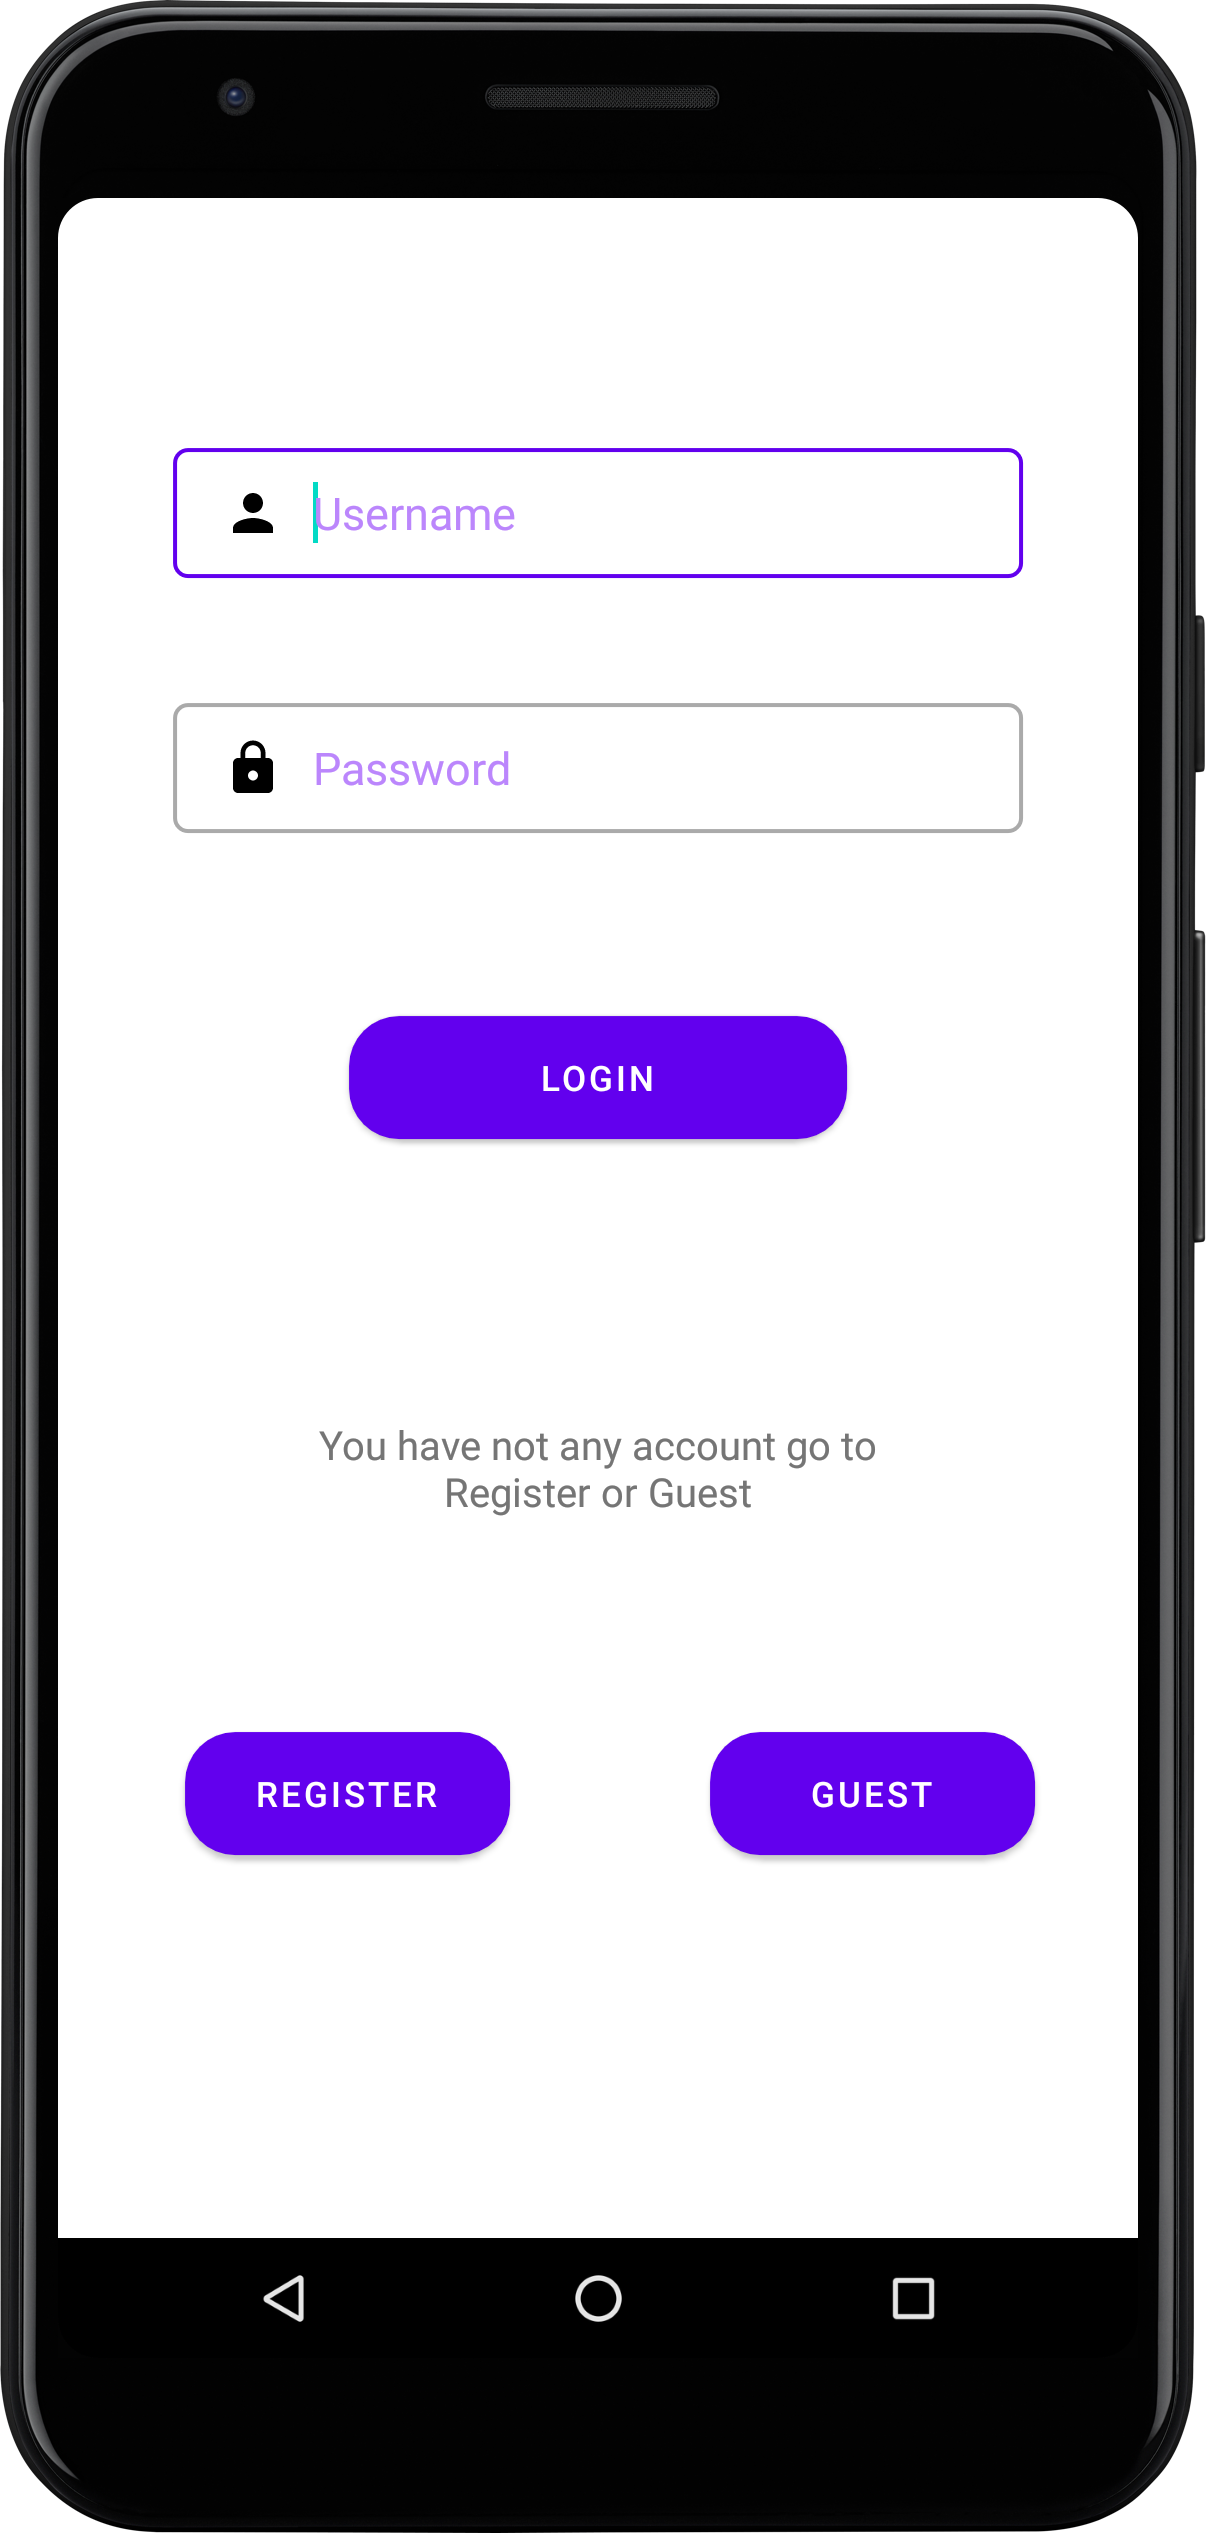 Username
Password
LOGIN
You have not any account go to
Register or Guest
REGISTER
GUEST